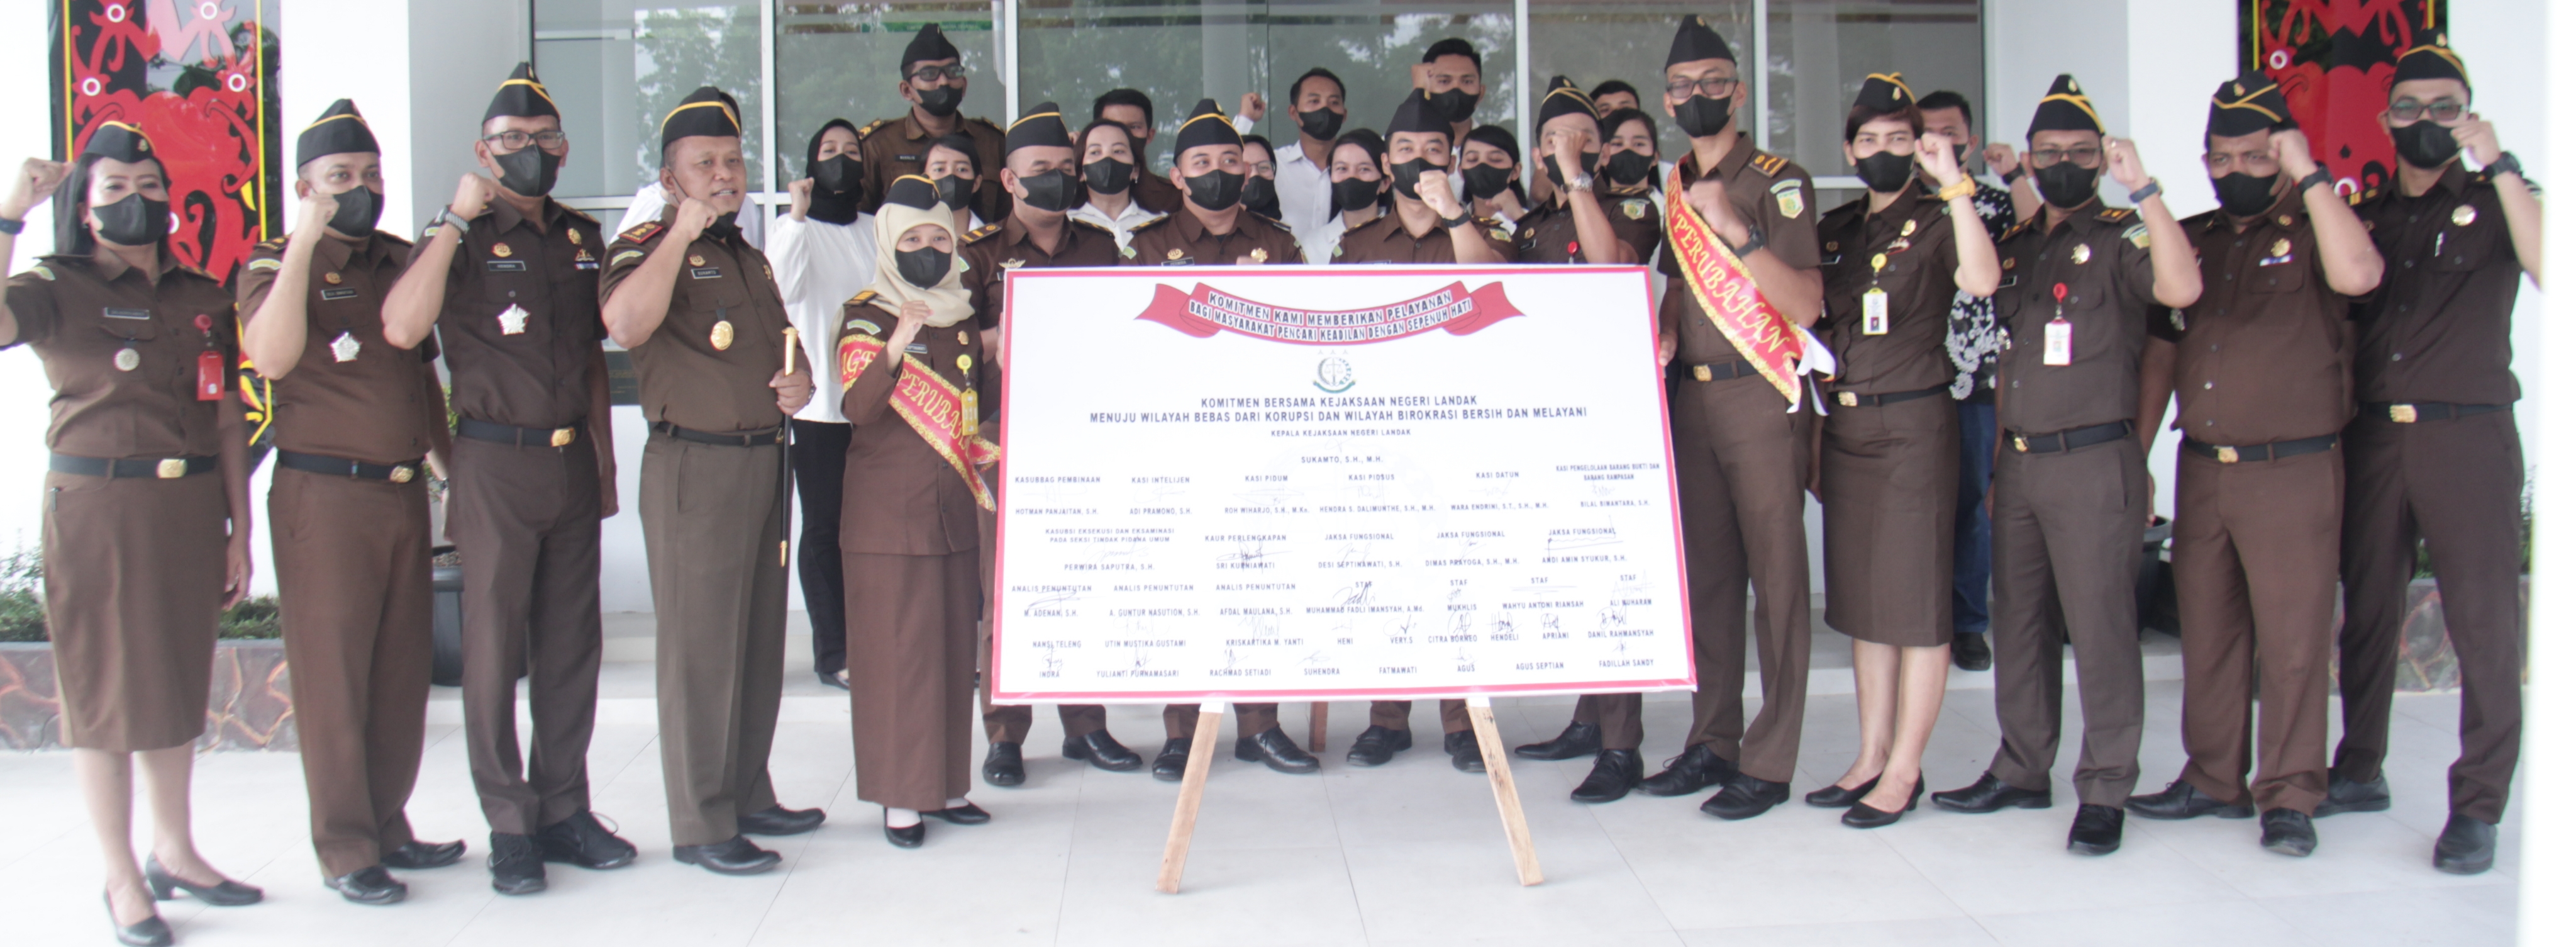 KOMITMEN KAMI MEMBERIKAN PELAYANAN
BAGI MASYARAKAT PENCARI KEADILAN DENGAN SEPENUH HATI
KOMITMEN BERSAMA KEJAKSAAN NEGERI LANDAK
MENUJU WILAYAH BEBAS DARI KORUPSI DAN WILAYAH BIROKRASI BERSIH DAN MELAYANI
KEPALA KEJAKSAAN NEGERI LANDAK
SUKAMTO, S.H., M.H.
KASUBBAG PEMBINAAN KASI INTELIJEN KASI PIDUM KASI PIDSUS KASI DATUN KASI PENGELOLAAN BARANG BUKTI DAN
BARANG RAMPASAN
HOTMAN PANJAITAN, S.H. ADI PRAMONO, S.H. ROH WIHARJO, S.H., M.Kn. HENDRA S. DALIMUNTHE, S.H., M.H. MARA ENDRINI, S.T., S.H., M.H. BILAL BIMANTARA, S.H.
KASUBSI EKSEKUSI DAN EKSAMINASI
PADA SEKSI TINDAK PIDANA UMUM KAUR PERLENGKAPAN JAKSA FUNGSIONAL JAKSA FUNGSIONAL JAKSA FUNGSIONAL
PERWIRA SAPUTRA, S.H. SRI KURNIAWATI DESI SEPTINAWATI, S.H. DIMAS PRAYOGA, S.H., M.H. ANDI AMIN SYUKUR, S.H.
ANALIS PENUNTUTAN ANALIS PENUNTUTAN ANALIS PENUNTUTAN STAF STAF STAF STAF
M. ADENAN, S.H. A. GUNTUR NASUTION, S.H. AFDAL MAULANA, S.H. MUHAMMAD FADLI IMANSYAH, A.Md. MUKHLIS WAHYU ANTONI RIANSAH ALI MUHARAM
NANSI TELENG UTIN MUSTIKA GUSTAMI KRISKARTIKA M. YANTI HENI VERY.S CITRA BORNEO HENDELI APRIANI DANIL RAHMANSYAH
INDRA YULIANTI PURNAMASARI RACHMAD SETIADI SUHENDRA FATMAWATI AGUS AGUS SEPTIAN FADILLAH SANDY
PERUBAHAN